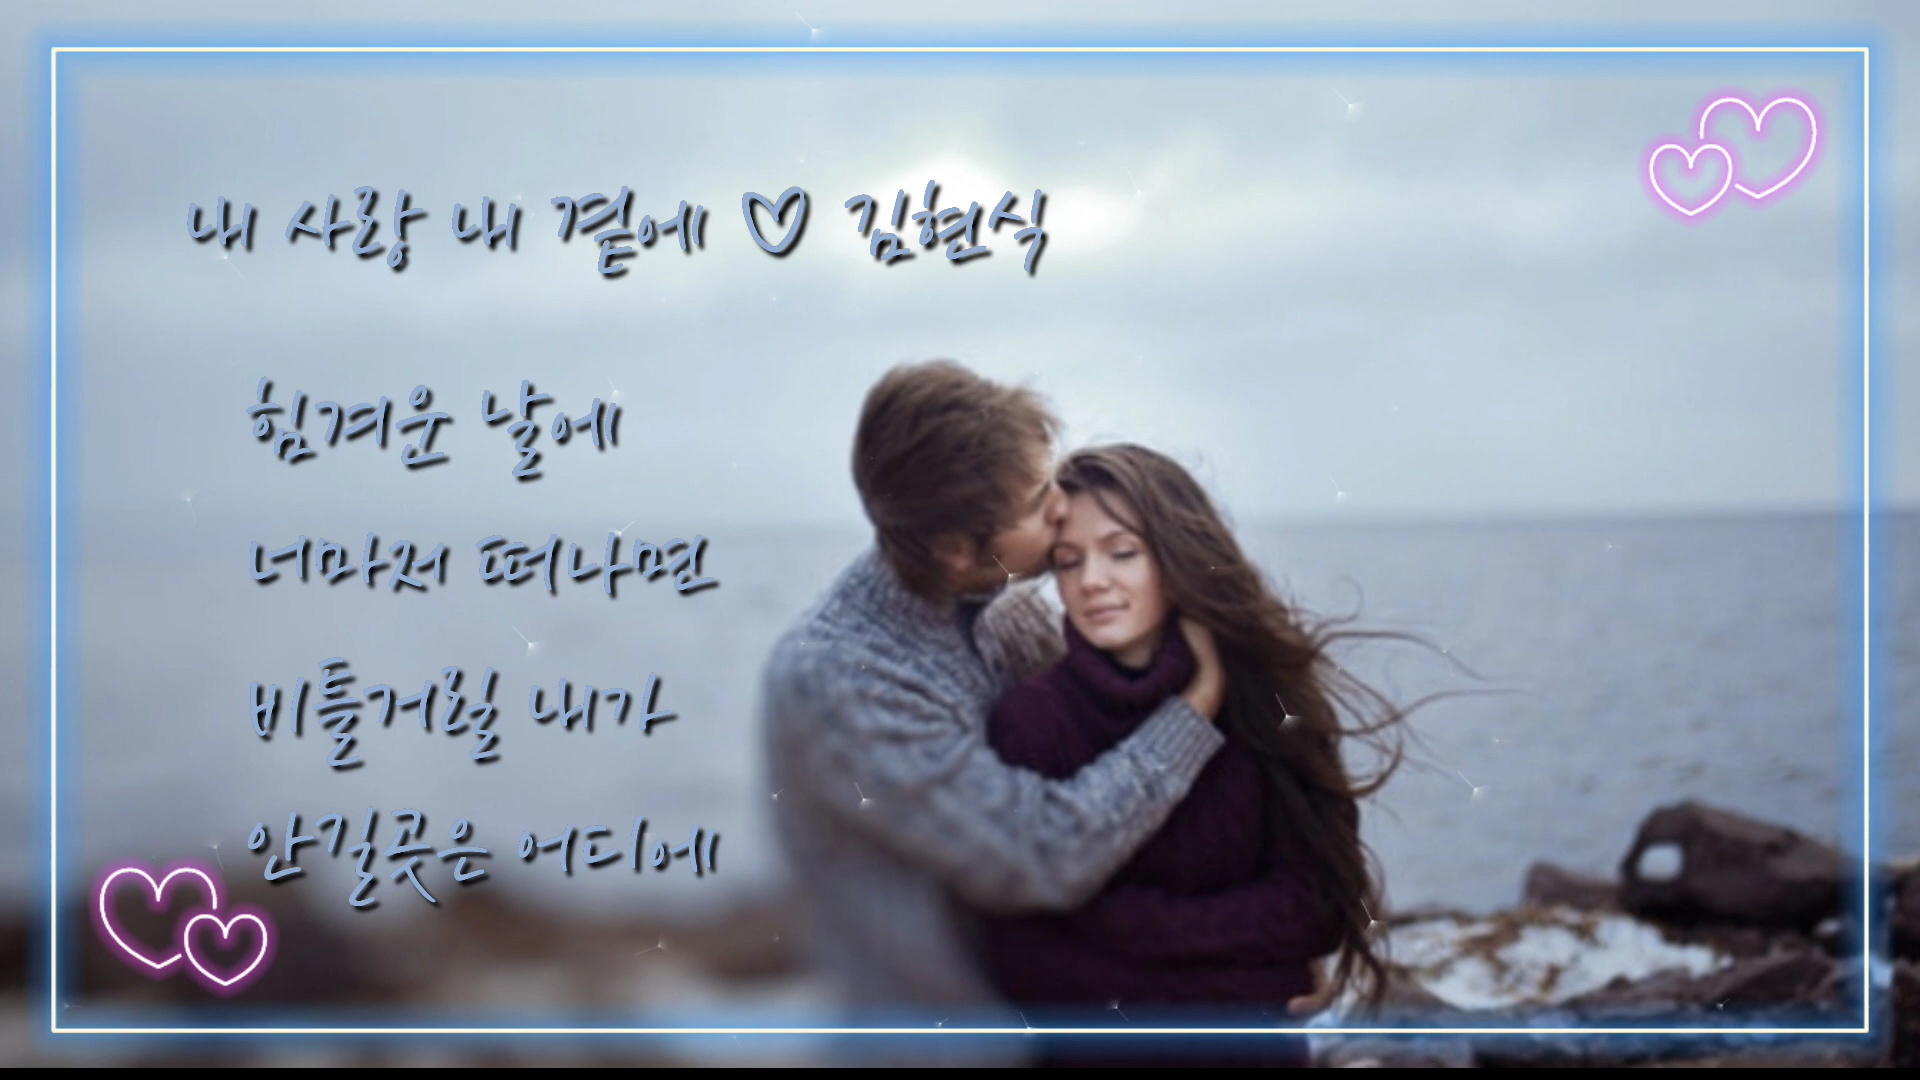 내 사랑 내 곁에 ♡ 김현식
힘겨운 날에
너마저 떠나면
비틀거릴 내가
안길곳은 어디에